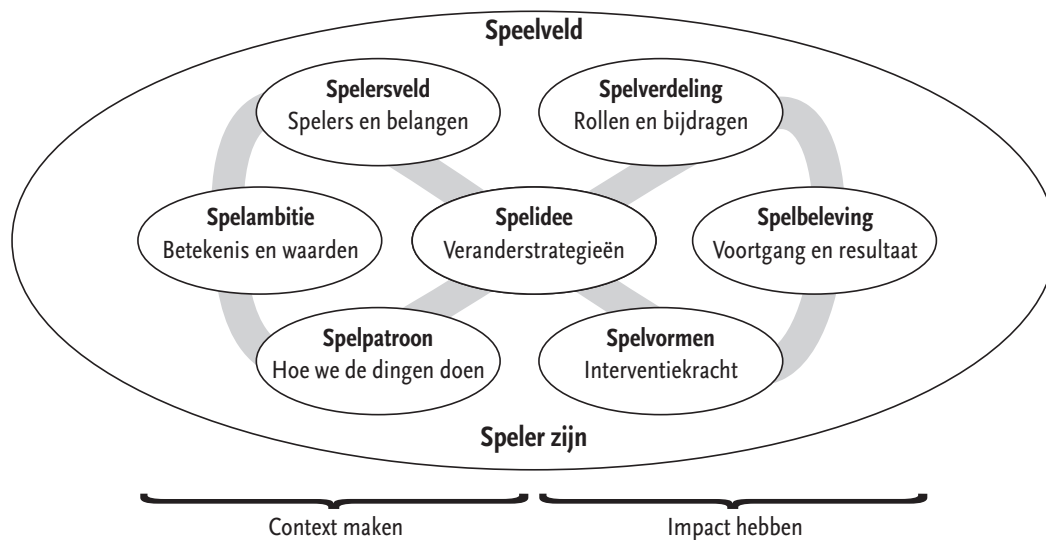 Speelveld
Spelersveld
Spelers en belangen
Spelverdeling
Rollen en bijdragen
Spelambitie
Betekenis en waarden
Spelidee
Veranderstrategieën
Spelbeleving
Voortgang en resultaat
Spelpatroon
Hoe we de dingen doen
Spelvormen
Interventiekracht
Speler zijn
Context maken
Impact hebben